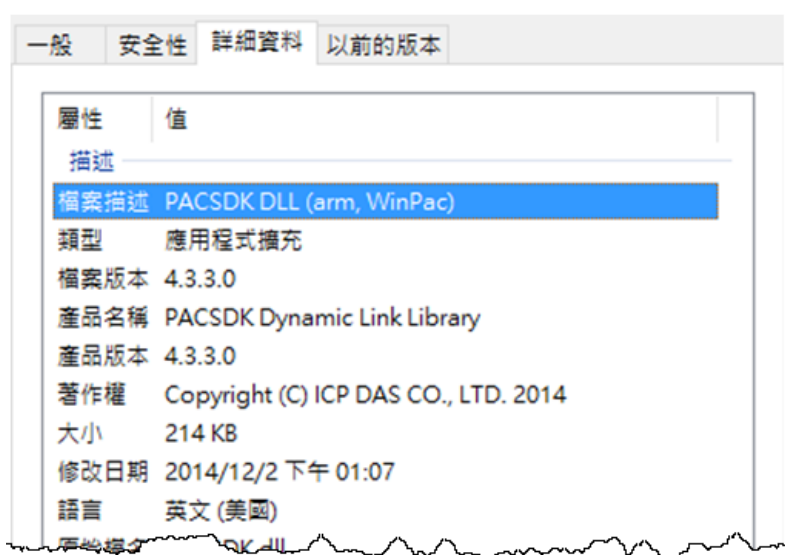 一般 安全性 詳細資料 以前的版本
屬性 值
描述
檔案描述 PACSDK DLL (arm, WinPac)
類型 應用程式擴充
檔案版本 4.3.3.0
產品名稱 PACSDK Dynamic Link Library
產品版本 4.3.3.0
著作權 Copyright (C) ICP DAS CO., LTD. 2014
大小 214 KB
修改日期 2014/12/2 下午 01:07
語言 英文 (美國)